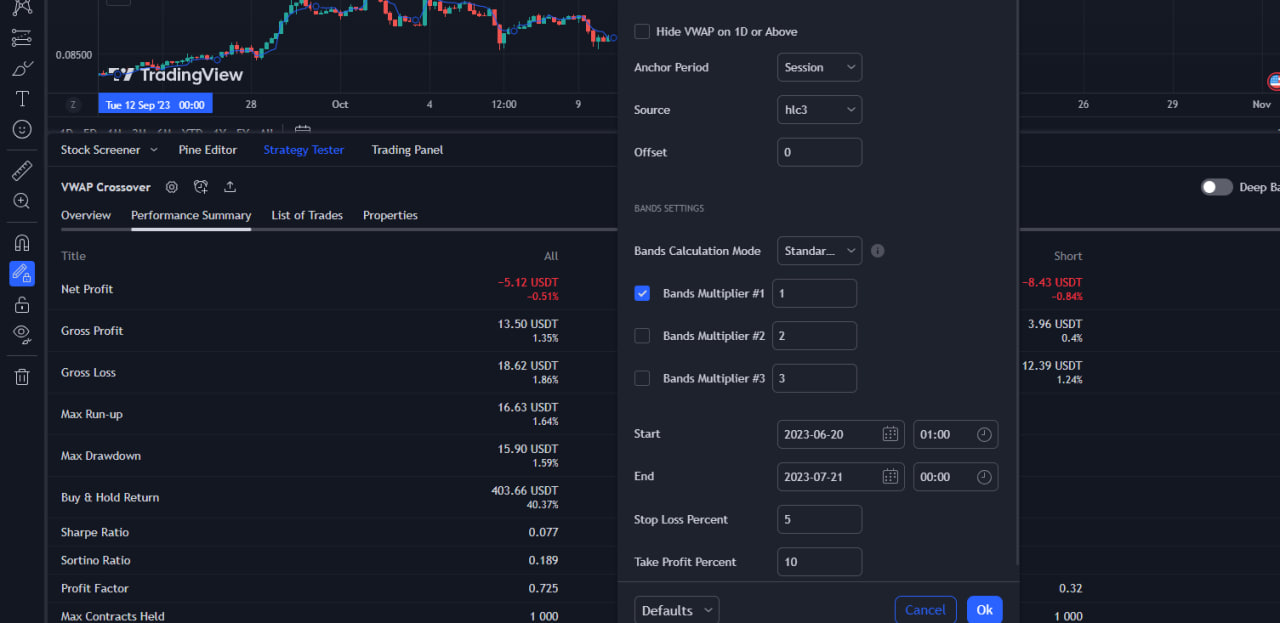 0.08500
TradingView
Z
Tue 12 Sep '23 00:00
28
Oct
4
12:00
9
26
29
Nov
Stock Screener
Pine Editor
Strategy Tester
Trading Panel
VWAP Crossover
Deep Ba
Overview
Performance Summary
List of Trades
Properties
Title
All
Short
Net Profit
−5.12 USDT
−0.51%
−8.43 USDT
−0.84%
Gross Profit
13.50 USDT
1.35%
3.96 USDT
0.4%
Gross Loss
18.62 USDT
1.86%
12.39 USDT
1.24%
Max Run-up
16.63 USDT
1.64%
Max Drawdown
15.90 USDT
1.59%
Buy & Hold Return
403.66 USDT
40.37%
Sharpe Ratio
0.077
Sortino Ratio
0.189
Profit Factor
0.725
0.32
Max Contracts Held
1 000
1 000
Hide VWAP on 1D or Above
Anchor Period
Session
Source
hlc3
Offset
0
BANDS SETTINGS
Bands Calculation Mode
Standar...
Bands Multiplier #1
1
Bands Multiplier #2
2
Bands Multiplier #3
3
Start
2023-06-20
01:00
End
2023-07-21
00:00
Stop Loss Percent
5
Take Profit Percent
10
Defaults
Cancel
Ok